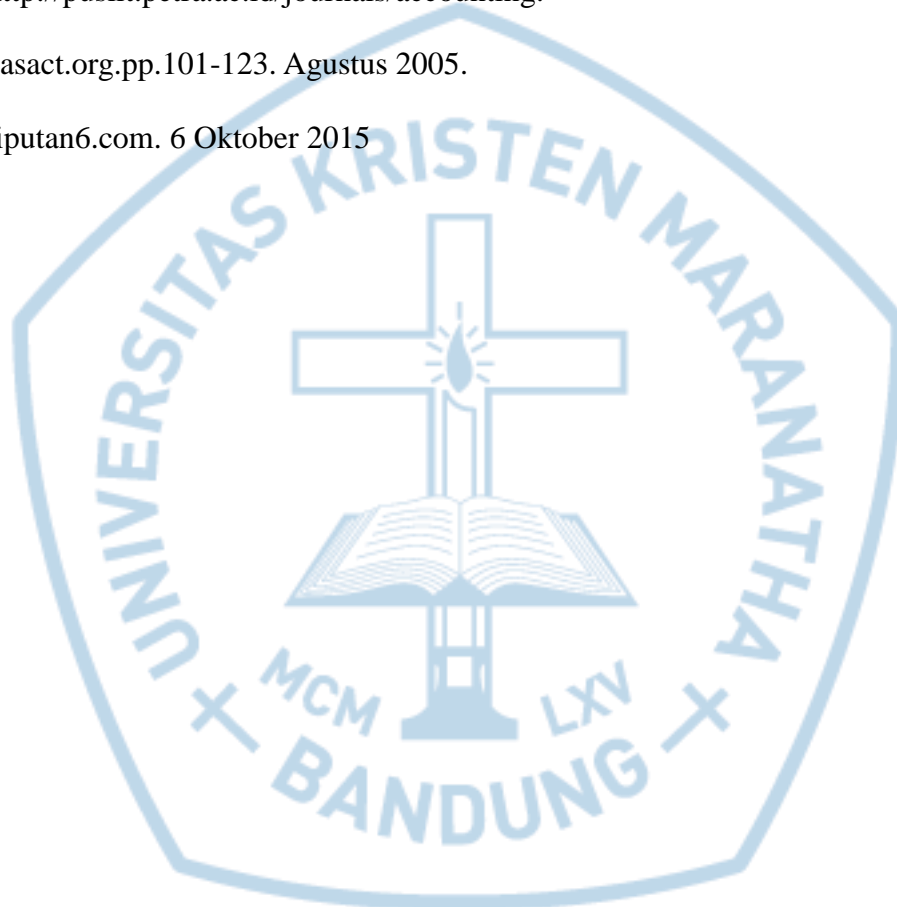 asact.org.pp.101-123. Agustus 2005.
iputan6.com. 6 Oktober 2015
UNIVERSITAS KRISTEN MARANATHA
MCM LXV
BANDUNG